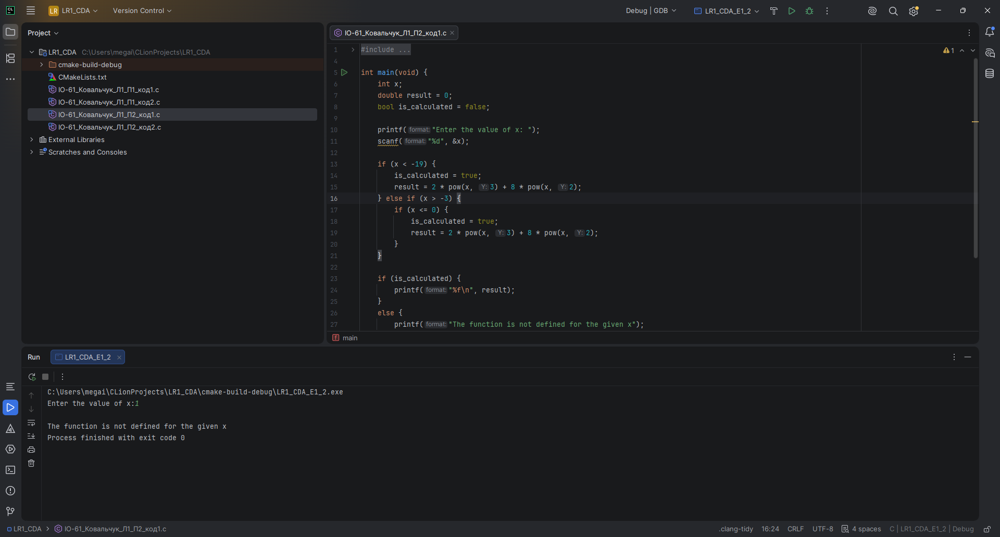 LR LR1_CDA Version Control Debug | GDB LR1_CDA_E1_2
Project
LR1_CDA C:\Users\megai\CLionProjects\LR1_CDA
cmake-build-debug
CMakeLists.txt
ІО-61_Ковальчук_Л1_П1_код1.c
ІО-61_Ковальчук_Л1_П1_код2.c
ІО-61_Ковальчук_Л1_П2_код1.c
ІО-61_Ковальчук_Л1_П2_код2.c
External Libraries
Scratches and Consoles
ІО-61_Ковальчук_Л1_П2_код1.c
1
1 #include ...
4
5 int main(void) {
6     int x;
7     double result = 0;
8     bool is_calculated = false;
9
10     printf( format: "Enter the value of x: ");
11     scanf( format: "%d", &x);
12
13     if (x < -19) {
14         is_calculated = true;
15         result = 2 * pow(x, Y: 3) + 8 * pow(x, Y: 2);
16     } else if (x > -3) {
17         if (x <= 0) {
18             is_calculated = true;
19             result = 2 * pow(x, Y: 3) + 8 * pow(x, Y: 2);
20         }
21     }
22
23     if (is_calculated) {
24         printf( format: "%f\n", result);
25     }
26     else {
27         printf( format: "The function is not defined for the given x");
main
Run LR1_CDA_E1_2
C:\Users\megai\CLionProjects\LR1_CDA\cmake-build-debug\LR1_CDA_E1_2.exe
Enter the value of x:1
The function is not defined for the given x
Process finished with exit code 0
LR1_CDA > ІО-61_Ковальчук_Л1_П2_код1.c .clang-tidy 16:24 CRLF UTF-8 4 spaces C | LR1_CDA_E1_2 | Debug